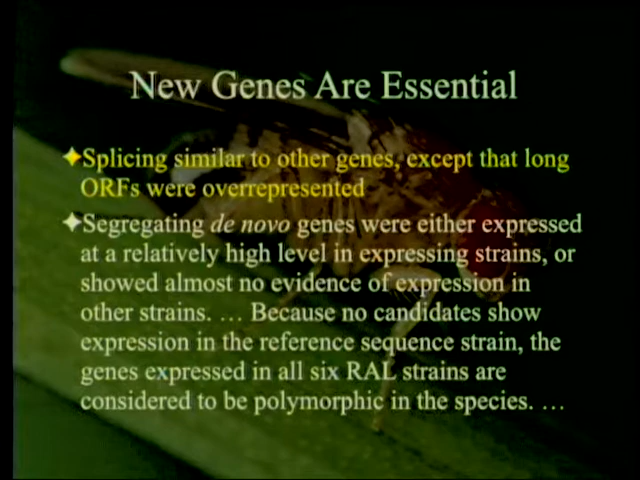 New Genes Are Essential
Splicing similar to other genes, except that long
ORFs were overrepresented
Segregating de novo genes were either expressed
at a relatively high level in expressing strains, or
showed almost no evidence of expression in
other strains. … Because no candidates show
expression in the reference sequence strain, the
genes expressed in all six RAL strains are
considered to be polymorphic in the species. …